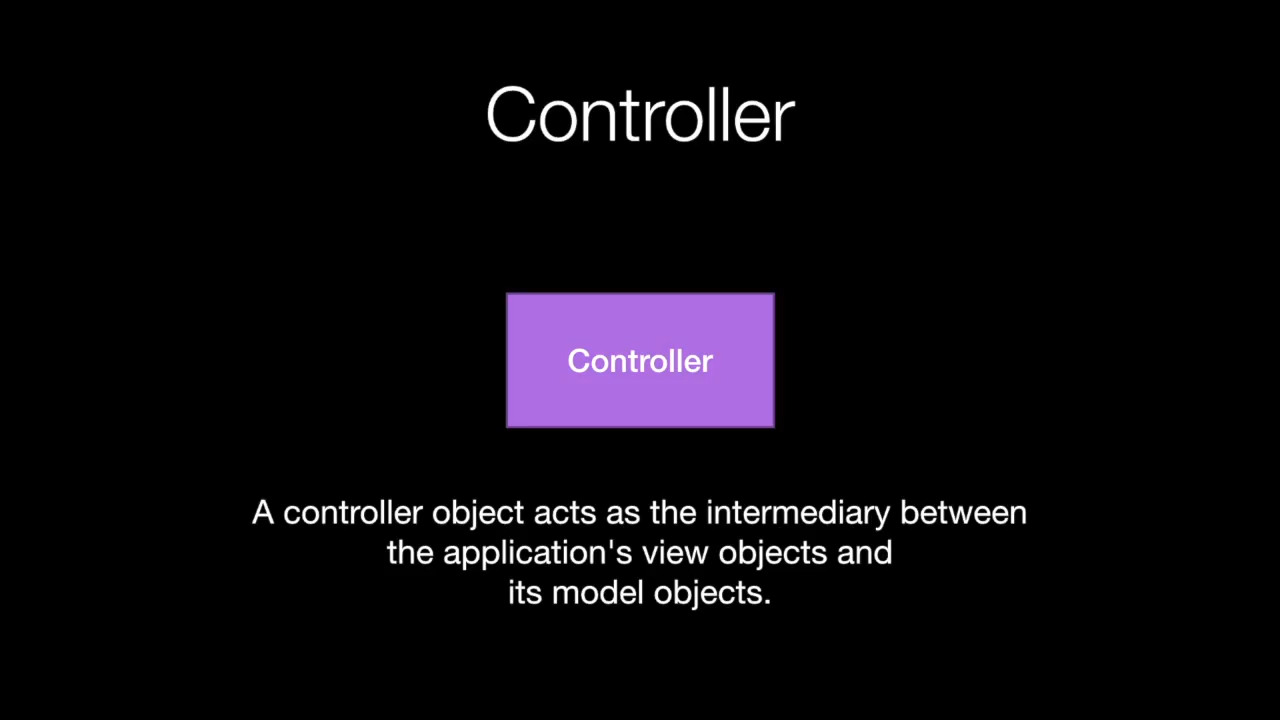 Controller
Controller
A controller object acts as the intermediary between
the application's view objects and
its model objects.